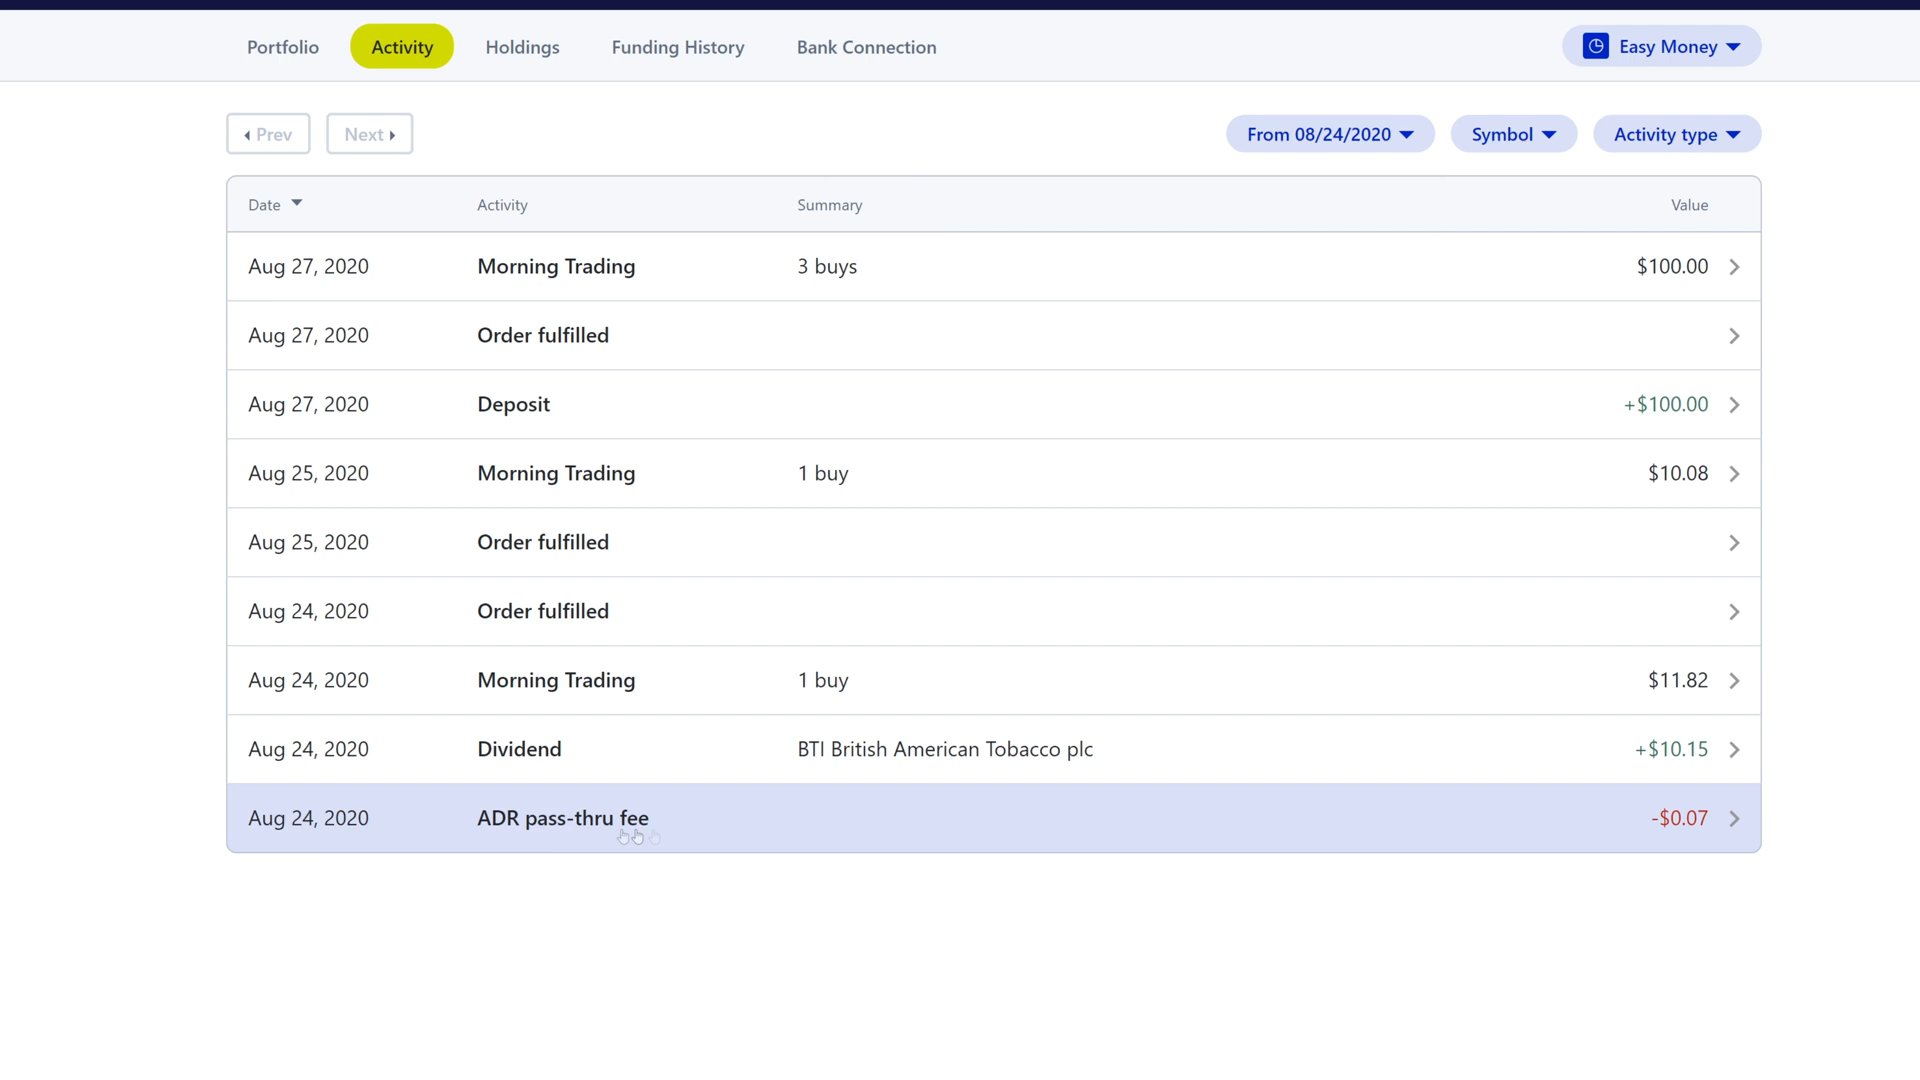 Portfolio Activity Holdings Funding History Bank Connection Easy Money
Prev Next From 08/24/2020 Symbol Activity type
Date Activity Summary Value
Aug 27, 2020 Morning Trading 3 buys $100.00
Aug 27, 2020 Order fulfilled
Aug 27, 2020 Deposit +$100.00
Aug 25, 2020 Morning Trading 1 buy $10.08
Aug 25, 2020 Order fulfilled
Aug 24, 2020 Order fulfilled
Aug 24, 2020 Morning Trading 1 buy $11.82
Aug 24, 2020 Dividend BTI British American Tobacco plc +$10.15
Aug 24, 2020 ADR pass-thru fee -$0.07